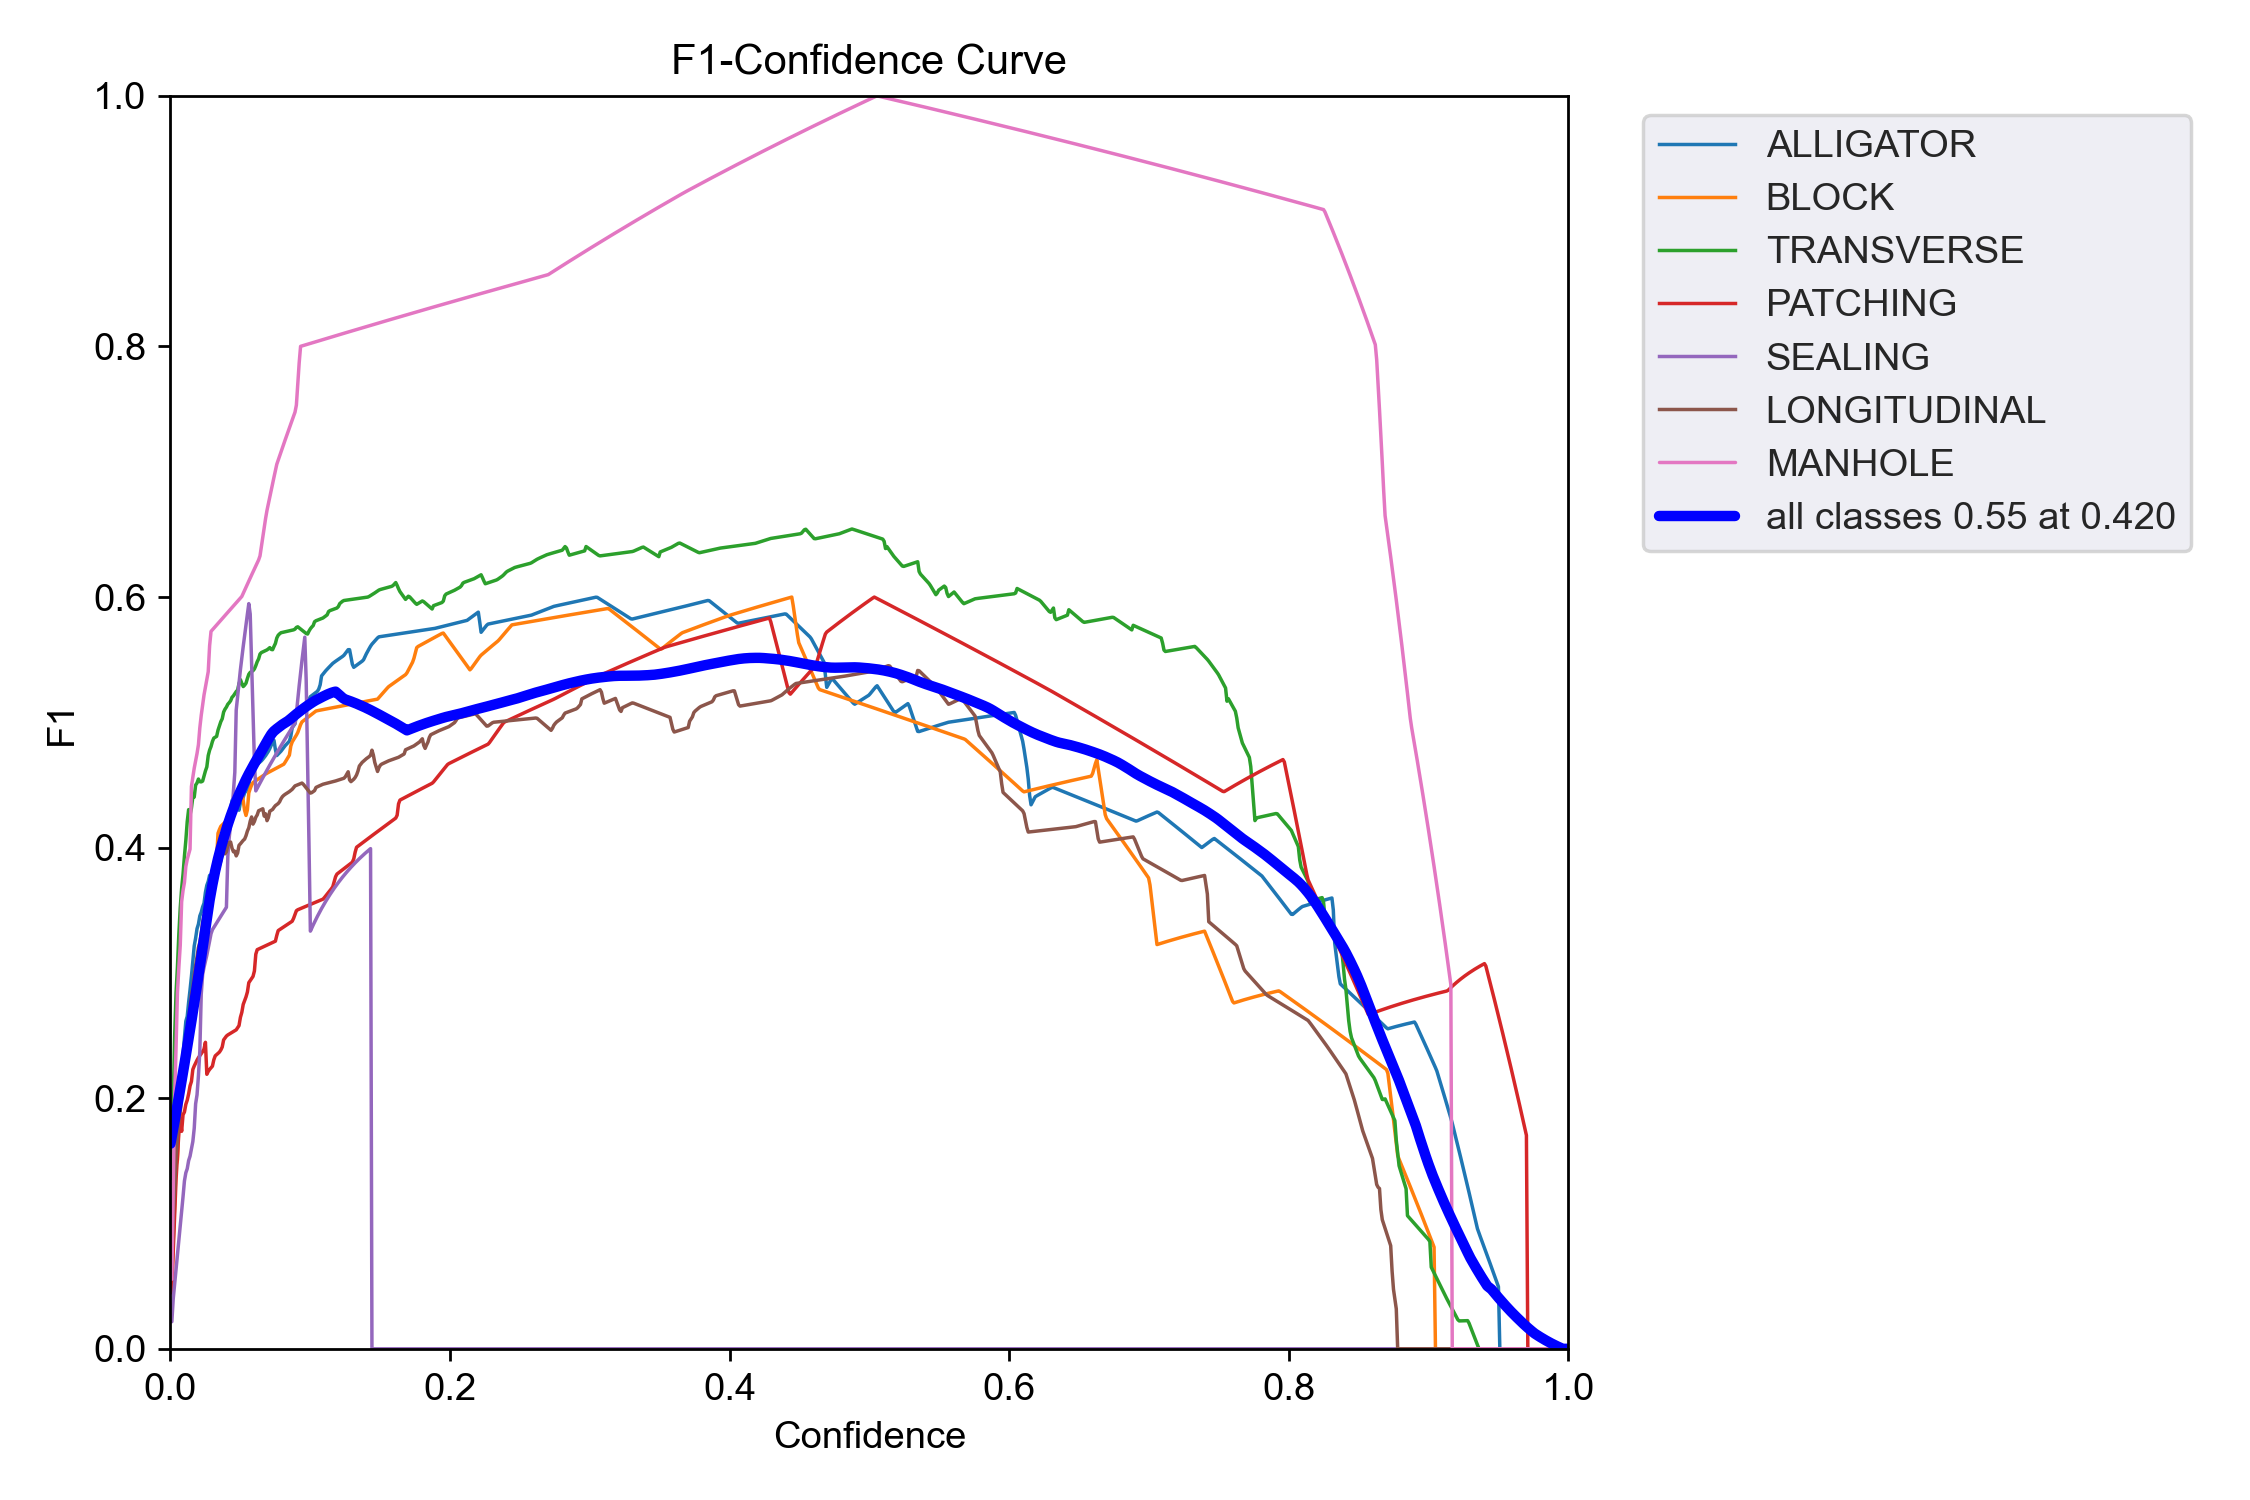 F1-Confidence Curve
1.0
0.8
0.6
0.4
0.2
0.0
F1
0.0 0.2 0.4 0.6 0.8 1.0
Confidence
ALLIGATOR
BLOCK
TRANSVERSE
PATCHING
SEALING
LONGITUDINAL
MANHOLE
all classes 0.55 at 0.420